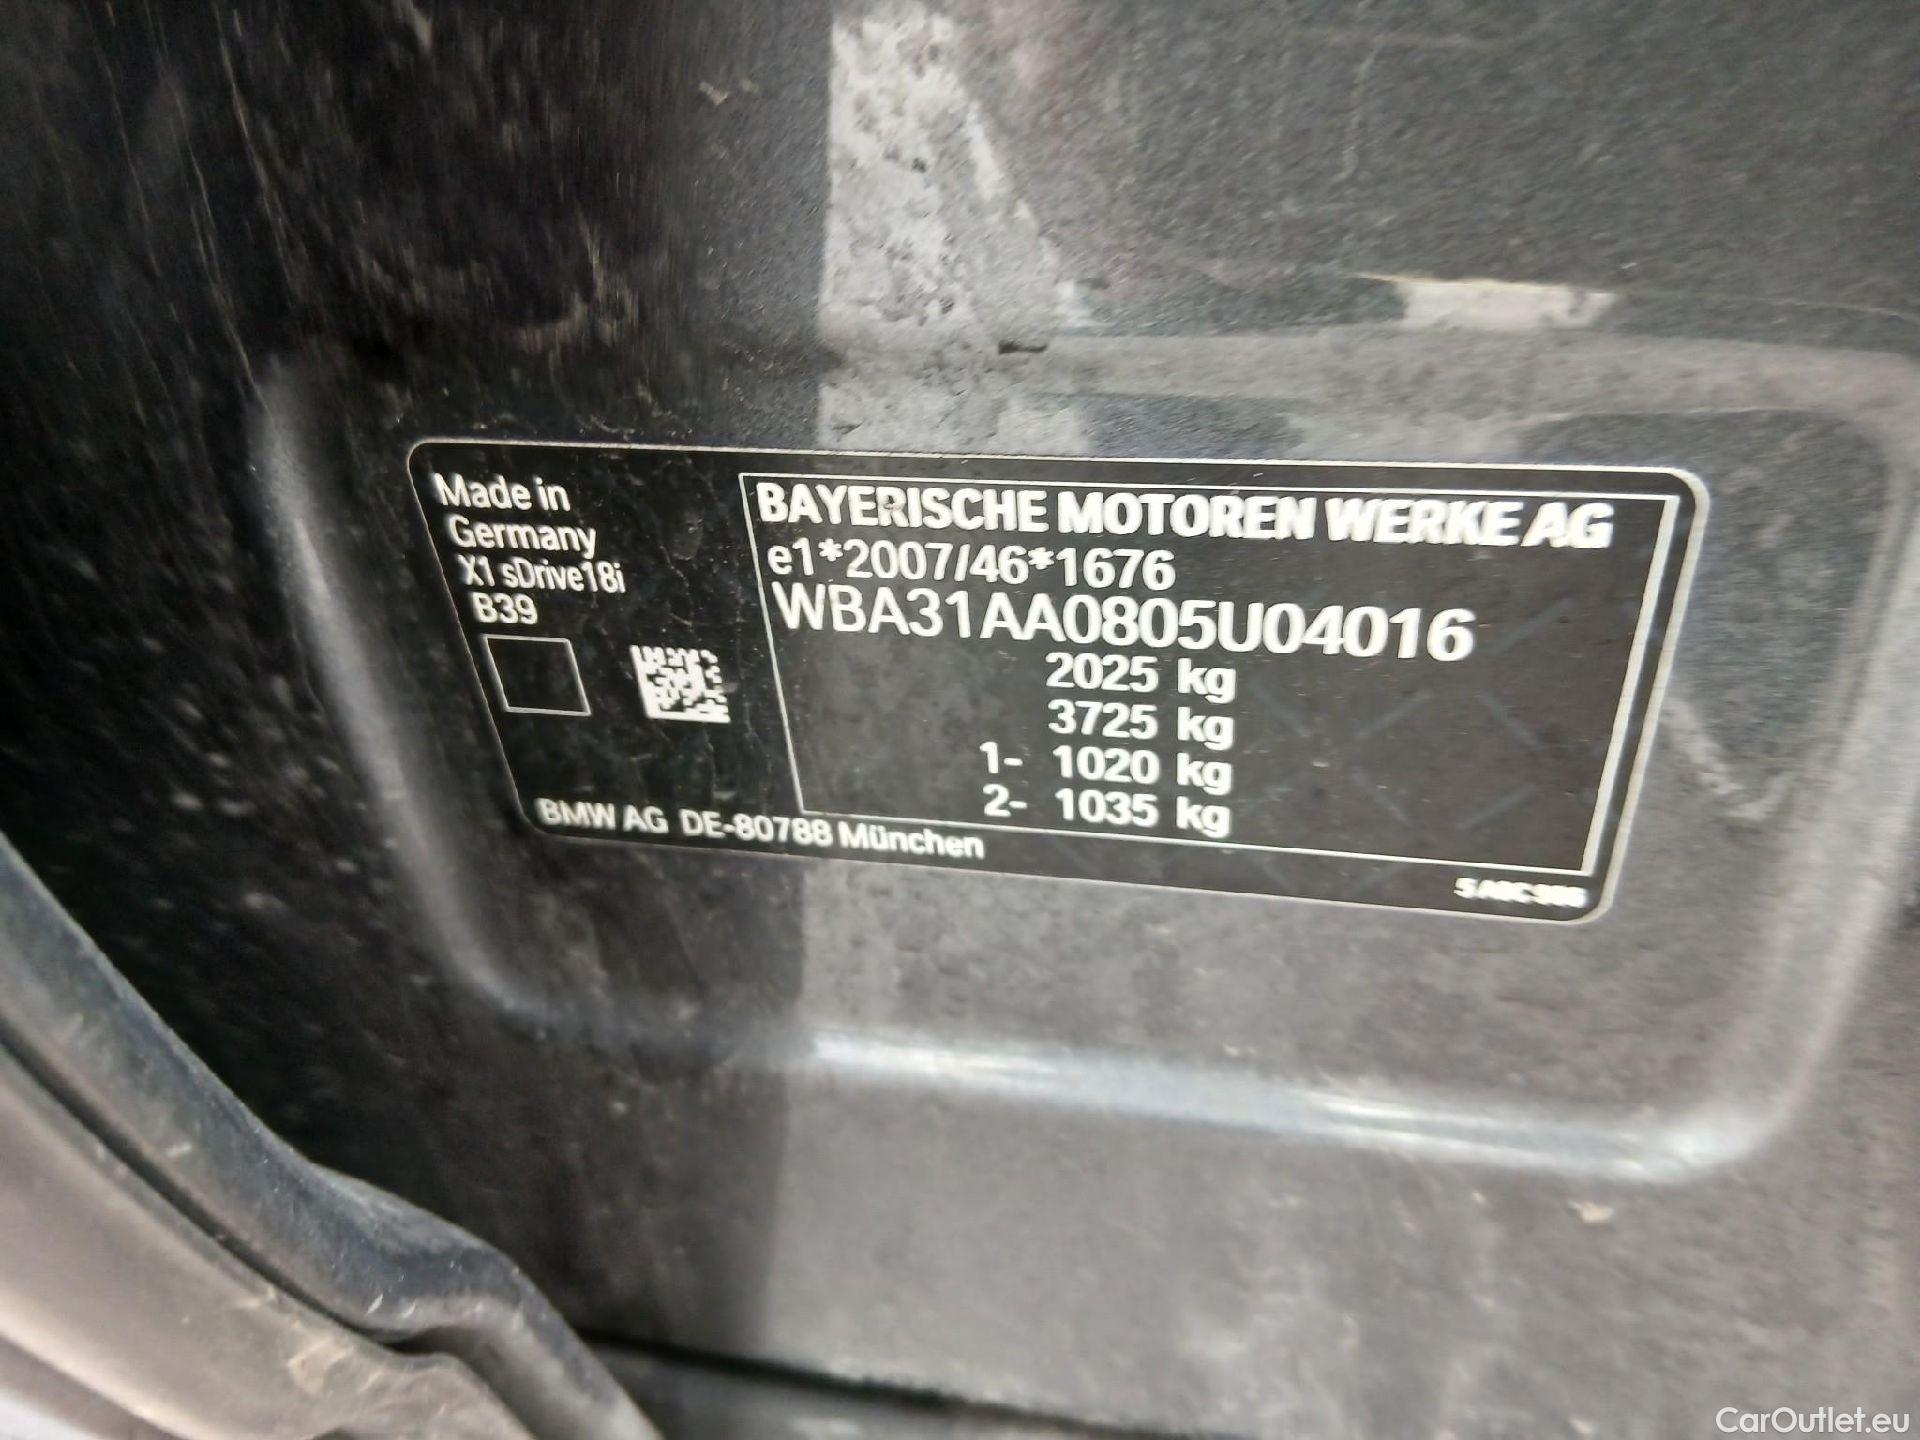 Made in
Germany
X1 sDrive18i
B39
BAYERISCHE MOTOREN WERKE AG
e1*2007/46*1676
WBA31AA0805U04016
2025 kg
3725 kg
1- 1020 kg
2- 1035 kg
BMW AG DE-80788 München
CarOutlet.eu